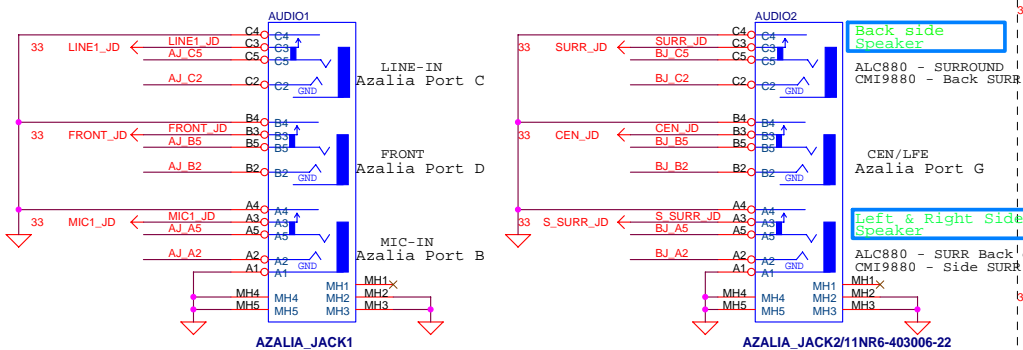 AUDIO1
C4 C4
33 LINE1_JD LINE1_JD C3 C3
AJ_C5 C5 C5
LINE-IN
AJ_C2 C2 C2
GND
Azalia Port C
B4 B4
33 FRONT_JD FRONT_JD B3 B3
AJ_B5 B5 B5
FRONT
AJ_B2 B2 B2
GND
Azalia Port D
A4 A4
33 MIC1_JD MIC1_JD A3 A3
AJ_A5 A5 A5
MIC-IN
AJ_A2 A2 A2
GND
Azalia Port B
A1 A1
MH1 MH1
MH4 MH4 MH2 MH2
MH5 MH5 MH3 MH3
AZALIA_JACK1
AUDIO2
C4 C4
Back side
Speaker
33 SURR_JD SURR_JD C3 C3
BJ_C5 C5 C5
ALC880 - SURROUND
CMI9880 - Back SURR
BJ_C2 C2 C2
GND
B4 B4
33 CEN_JD CEN_JD B3 B3
BJ_B5 B5 B5
CEN/LFE
BJ_B2 B2 B2
GND
Azalia Port G
A4 A4
Left & Right Side
Speaker
33 S_SURR_JD S_SURR_JD A3 A3
BJ_A5 A5 A5
ALC880 - SURR Back
CMI9880 - Side SURR
BJ_A2 A2 A2
GND
A1 A1
MH1 MH1
MH4 MH4 MH2 MH2
MH5 MH5 MH3 MH3
AZALIA_JACK2/11NR6-403006-22